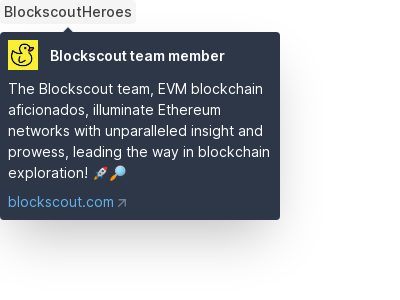 BlockscoutHeroes
Blockscout team member
The Blockscout team, EVM blockchain
aficionados, illuminate Ethereum
networks with unparalleled insight and
prowess, leading the way in blockchain
exploration! 🚀🔎
blockscout.com